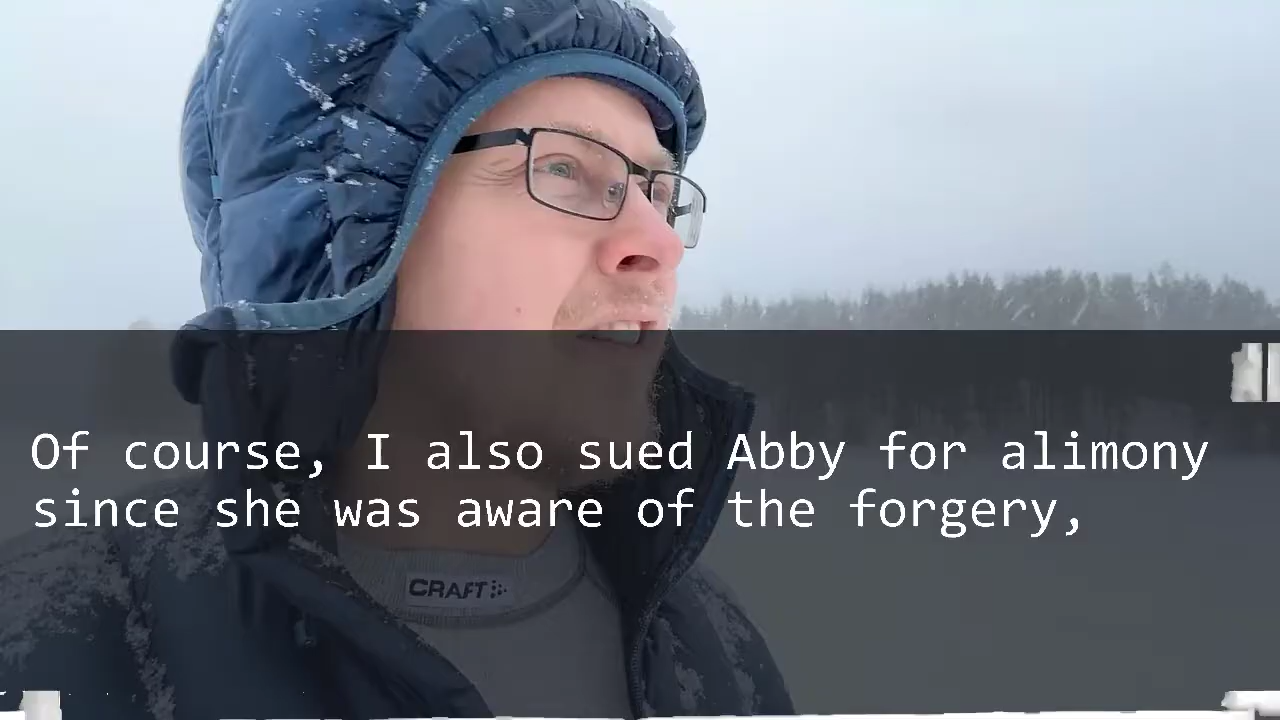 Of course, I also sued Abby for alimony
since she was aware of the forgery,
CRAFT